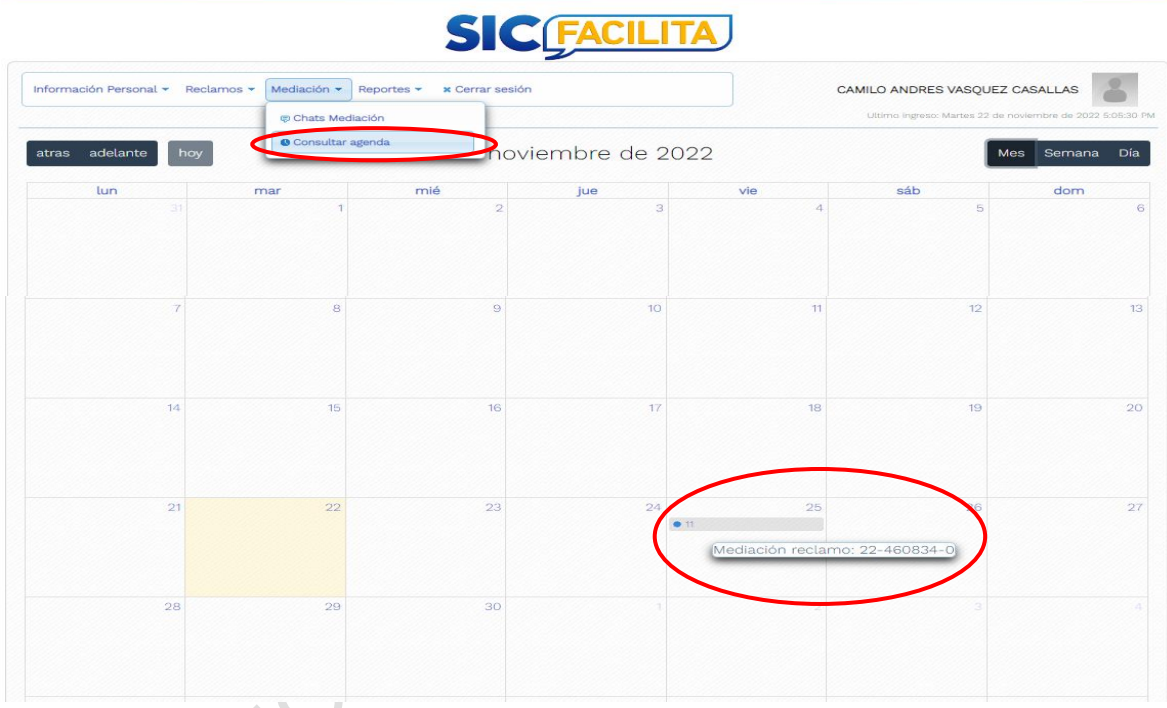 SIC FACILITA
Información Personal Reclamos Mediación Reportes × Cerrar sesión
CAMILO ANDRES VASQUEZ CASALLAS
Ultimo ingreso: Martes 22 de noviembre de 2022 5:05:30 PM
Chats Mediación
Consultar agenda
atras adelante hoy
noviembre de 2022
Mes Semana Día
lun mar mié jue vie sáb dom
31 1 2 3 4 5 6
7 8 9 10 11 12 13
14 15 16 17 18 19 20
21 22 23 24 25 26 27
11
Mediación reclamo: 22-460834-0
28 29 30 1 2 3 4